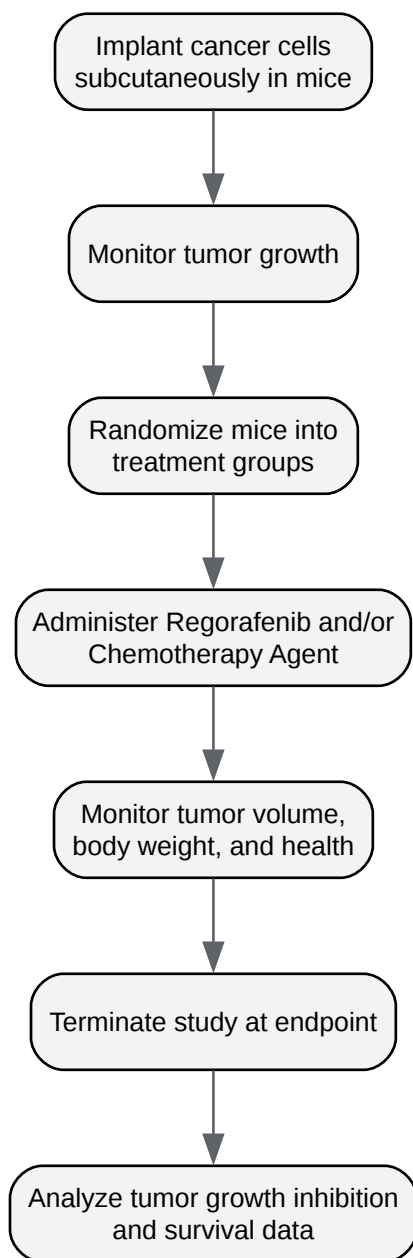 Implant cancer cells
subcutaneously in mice
Monitor tumor growth
Randomize mice into
treatment groups
Administer Regorafenib and/or
Chemotherapy Agent
Monitor tumor volume,
body weight, and health
Terminate study at endpoint
Analyze tumor growth inhibition
and survival data